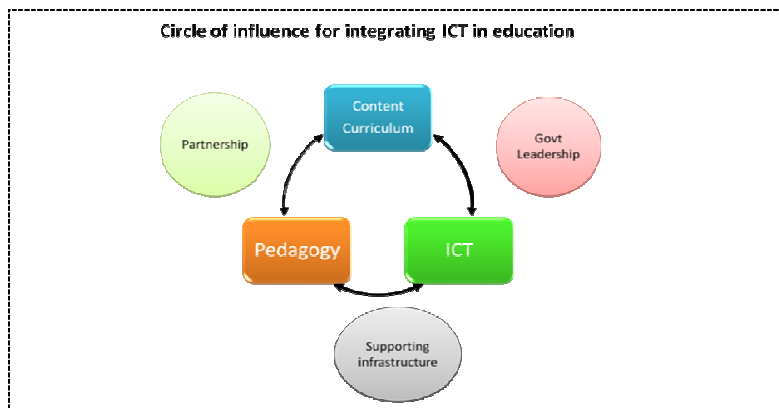 Circle of influence for integrating ICT in education
Content
Curriculum
Partnership
Govt
Leadership
Pedagogy
ICT
Supporting
infrastructure